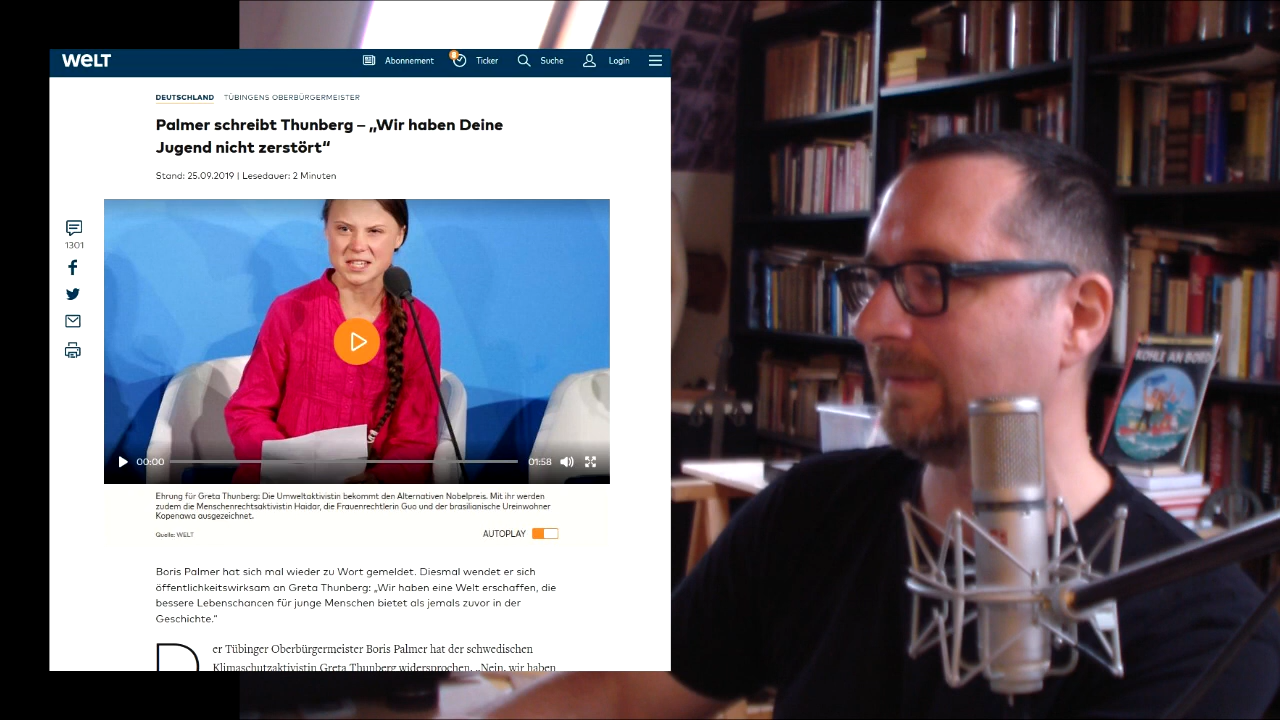 WELT
Abonnement
Ticker
Suche
Login
DEUTSCHLAND TÜBINGENS OBERBÜRGERMEISTER
Palmer schreibt Thunberg – „Wir haben Deine
Jugend nicht zerstört“
Stand: 25.09.2019 | Lesedauer: 2 Minuten
1301
00:00
01:58
Ehrung für Greta Thunberg: Die Umweltaktivistin bekommt den Alternativen Nobelpreis. Mit ihr werden
zudem die Menschenrechtsaktivistin Haidar, die Frauenrechtlerin Guo und der brasilianische Ureinwohner
Kopenawa ausgezeichnet.
Quelle: WELT
AUTOPLAY
Boris Palmer hat sich mal wieder zu Wort gemeldet. Diesmal wendet er sich
öffentlichkeitswirksam an Greta Thunberg: „Wir haben eine Welt erschaffen, die
bessere Lebenschancen für junge Menschen bietet als jemals zuvor in der
Geschichte.“
Der Tübinger Oberbürgermeister Boris Palmer hat der schwedischen
Klimaschutzaktivistin Greta Thunberg widersprochen. „Nein, wir haben
KOHLE AN BORD